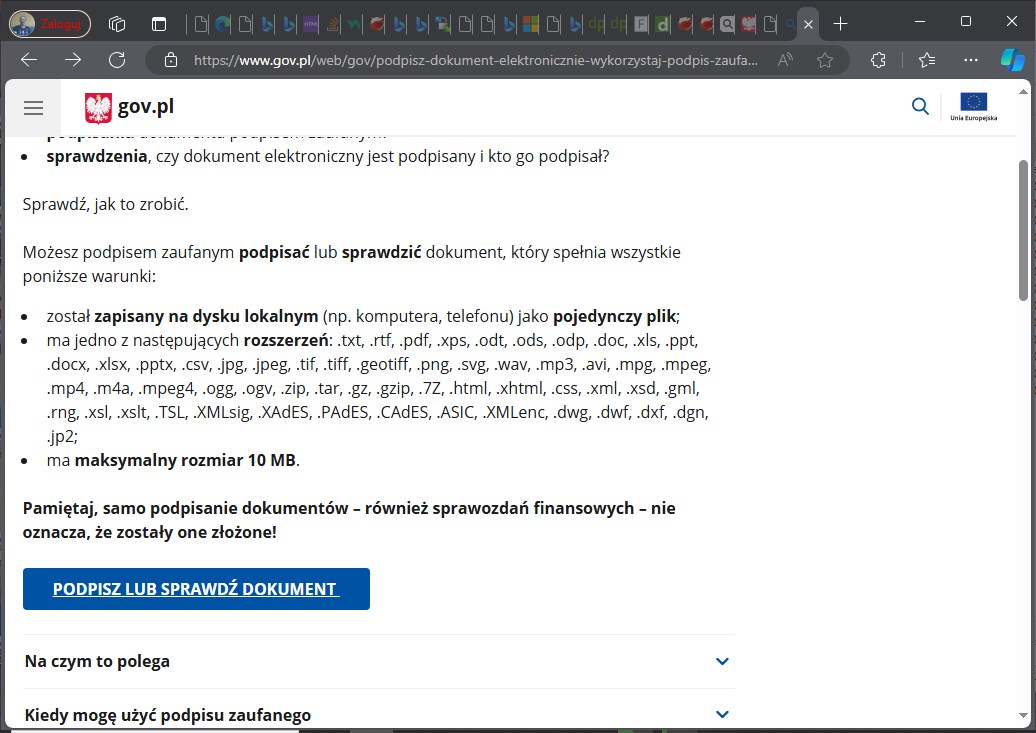 Zaloguj
https://www.gov.pl/web/gov/podpisz-dokument-elektronicznie-wykorzystaj-podpis-zaufa...
gov.pl
Unia Europejska
podpisania dokumentu podpisem zaufanym.
sprawdzenia, czy dokument elektroniczny jest podpisany i kto go podpisał?
Sprawdź, jak to zrobić.
Możesz podpisem zaufanym podpisać lub sprawdzić dokument, który spełnia wszystkie
poniższe warunki:
został zapisany na dysku lokalnym (np. komputera, telefonu) jako pojedynczy plik;
ma jedno z następujących rozszerzeń: .txt, .rtf, .pdf, .xps, .odt, .ods, .odp, .doc, .xls, .ppt,
.docx, .xlsx, .pptx, .csv, .jpg, .jpeg, .tif, .tiff, .geotiff, .png, .svg, .wav, .mp3, .avi, .mpg, .mpeg,
.mp4, .m4a, .mpeg4, .ogg, .ogv, .zip, .tar, .gz, .gzip, .7Z, .html, .xhtml, .css, .xml, .xsd, .gml,
.rng, .xsl, .xslt, .TSL, .XMLsig, .XAdES, .PAdES, .CAdES, .ASIC, .XMLenc, .dwg, .dwf, .dxf, .dgn,
.jp2;
ma maksymalny rozmiar 10 MB.
Pamiętaj, samo podpisanie dokumentów – również sprawozdań finansowych – nie
oznacza, że zostały one złożone!
PODPISZ LUB SPRAWDŹ DOKUMENT
Na czym to polega
Kiedy mogę użyć podpisu zaufanego